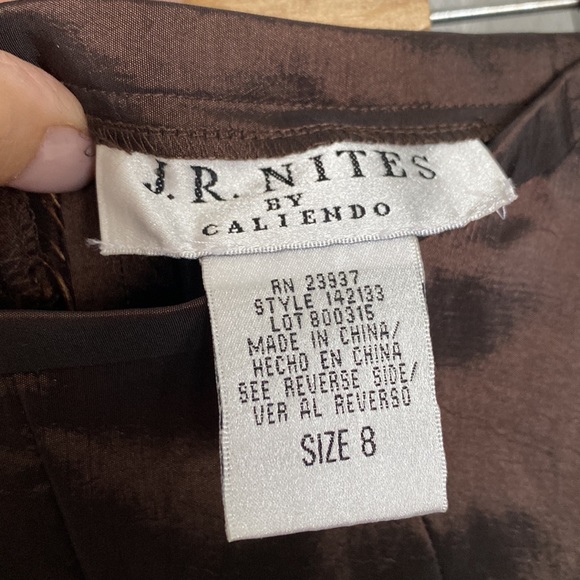 J.R. NITES
BY
CALIENDO
RN 23937
STYLE 142133
LOT 800315
MADE IN CHINA/
HECHO EN CHINA
SEE REVERSE SIDE/
VER AL REVERSO
SIZE 8